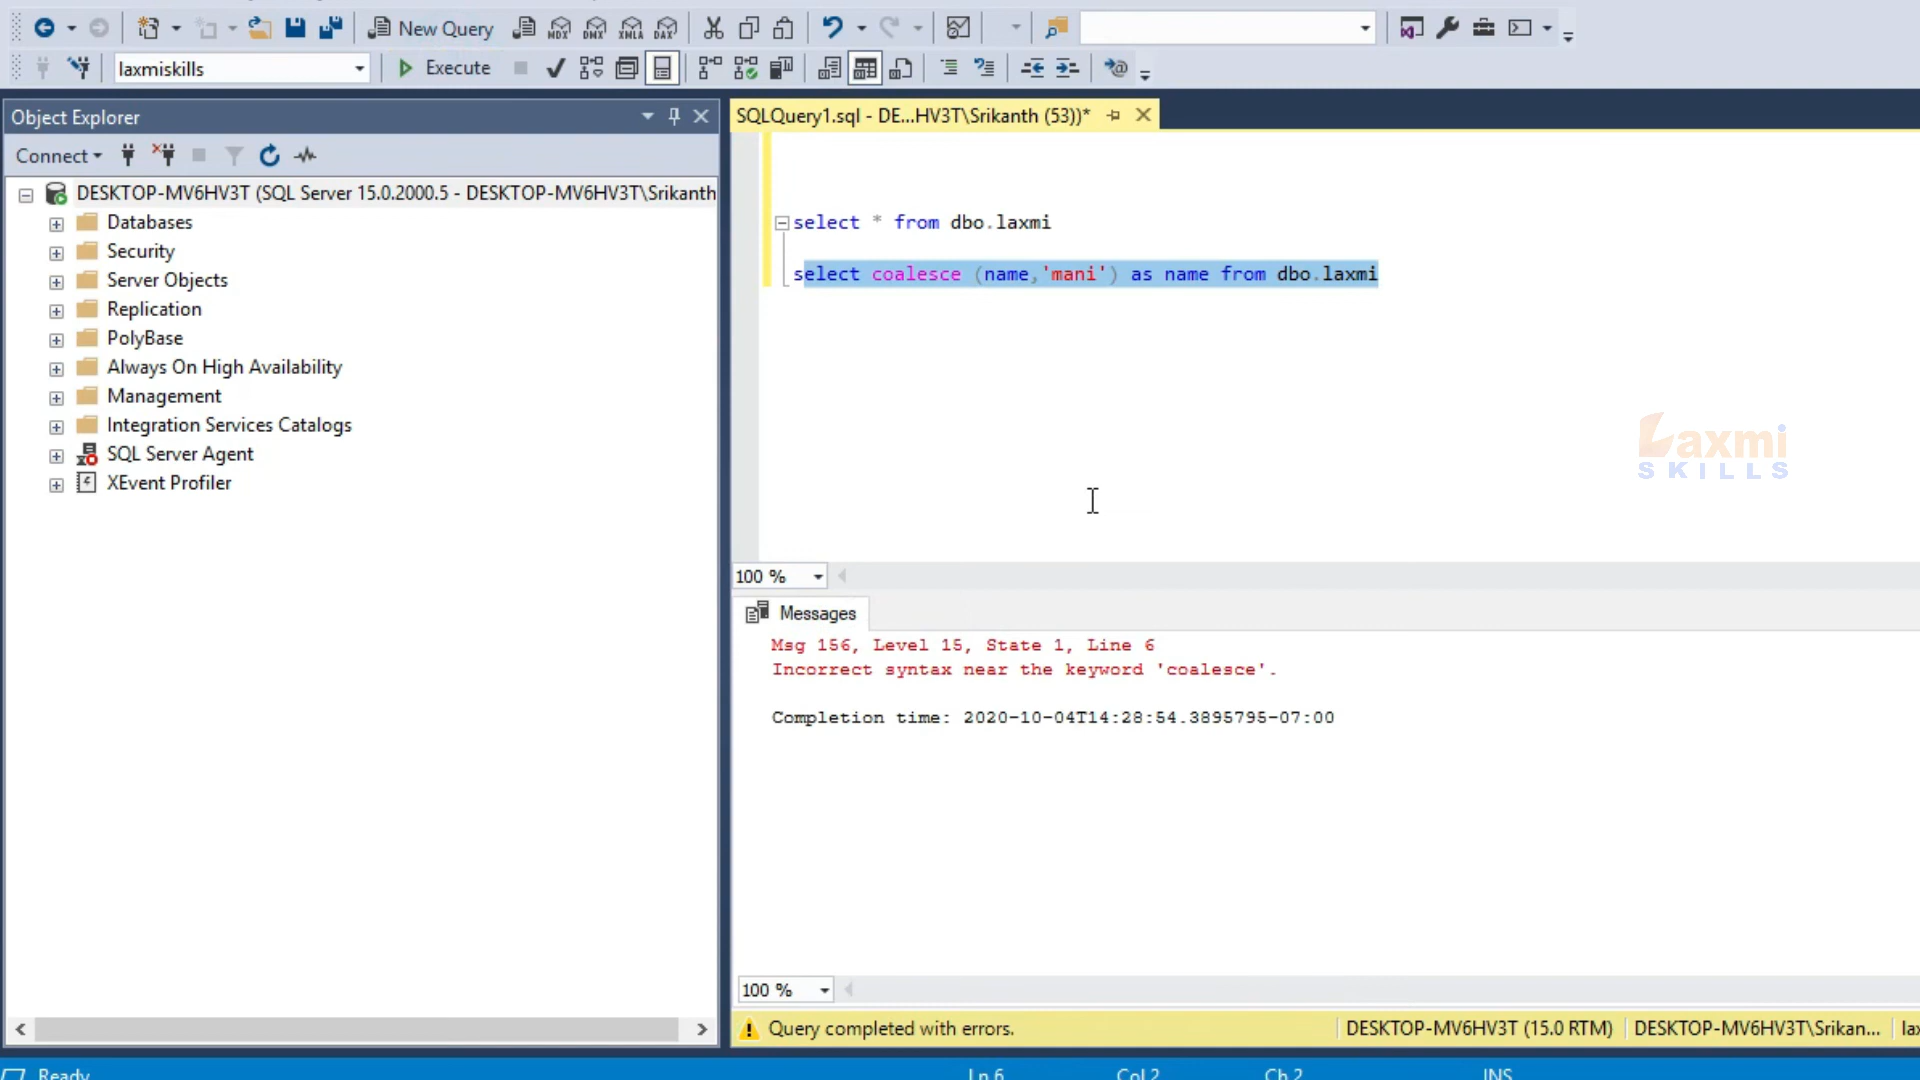 New Query
MDX DMX XMLA DAX
laxmiskills
Execute
Object Explorer
Connect
DESKTOP-MV6HV3T (SQL Server 15.0.2000.5 - DESKTOP-MV6HV3T\Srikanth
Databases
Security
Server Objects
Replication
PolyBase
Always On High Availability
Management
Integration Services Catalogs
SQL Server Agent
XEvent Profiler
SQLQuery1.sql - DE...HV3T\Srikanth (53))*
select * from dbo.laxmi
select coalesce (name,'mani') as name from dbo.laxmi
Laxmi
SKILLS
100 %
Messages
Msg 156, Level 15, State 1, Line 6
Incorrect syntax near the keyword 'coalesce'.
Completion time: 2020-10-04T14:28:54.3895795-07:00
100 %
Query completed with errors.
DESKTOP-MV6HV3T (15.0 RTM)
DESKTOP-MV6HV3T\Srikan...
lax
Ready
Ln 6
Col 2
Ch 2
INS